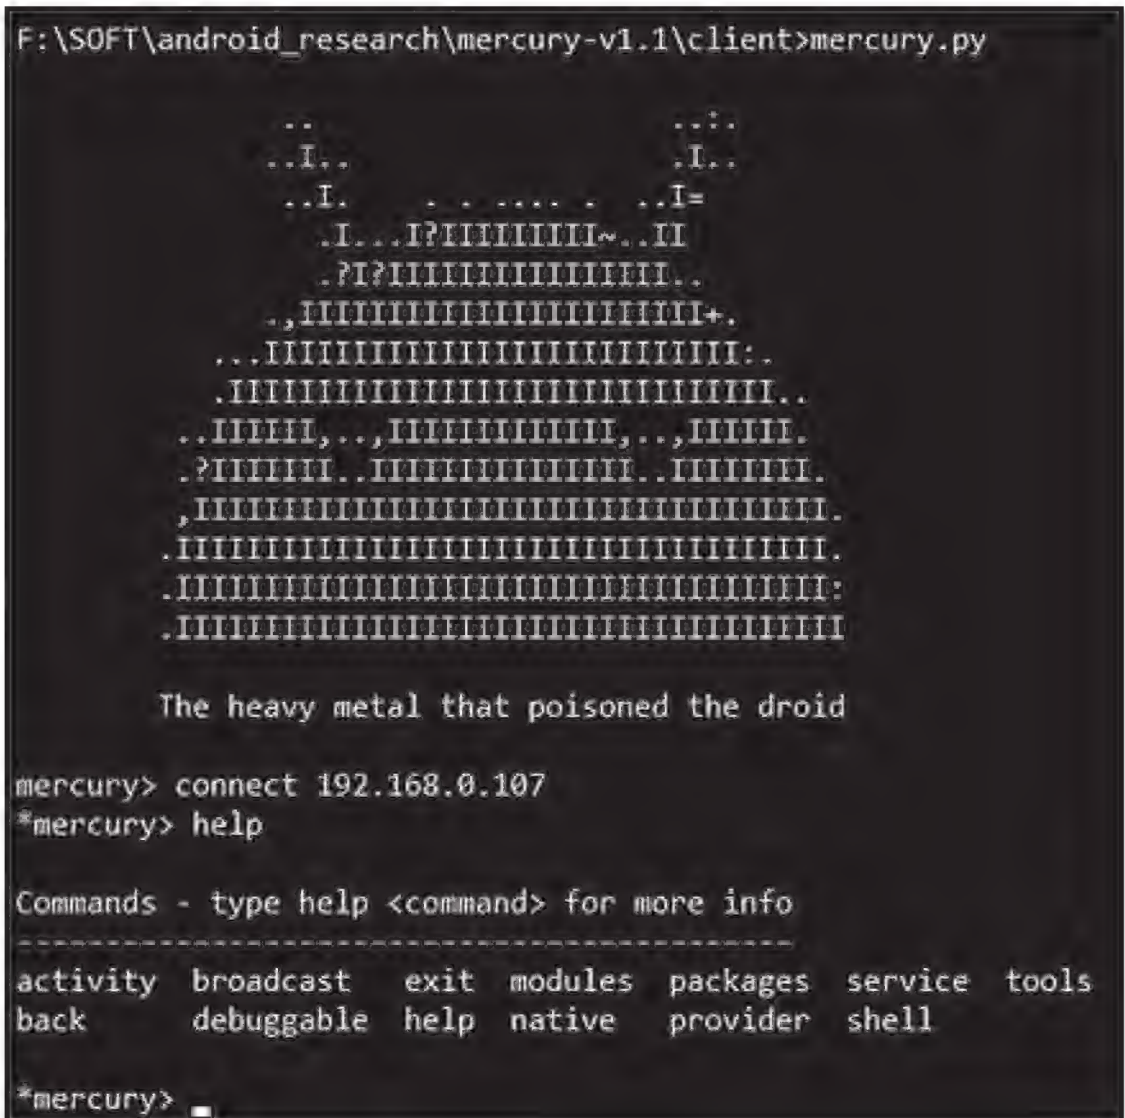 F:\SOFT\android_research\mercury-v1.1\client>mercury.py
The heavy metal that poisoned the droid
mercury> connect 192.168.0.107
*mercury> help
Commands - type help <command> for more info
--------------------------------------------
activity  broadcast   exit  modules  packages  service  tools
back      debuggable  help  native   provider  shell
*mercury> _